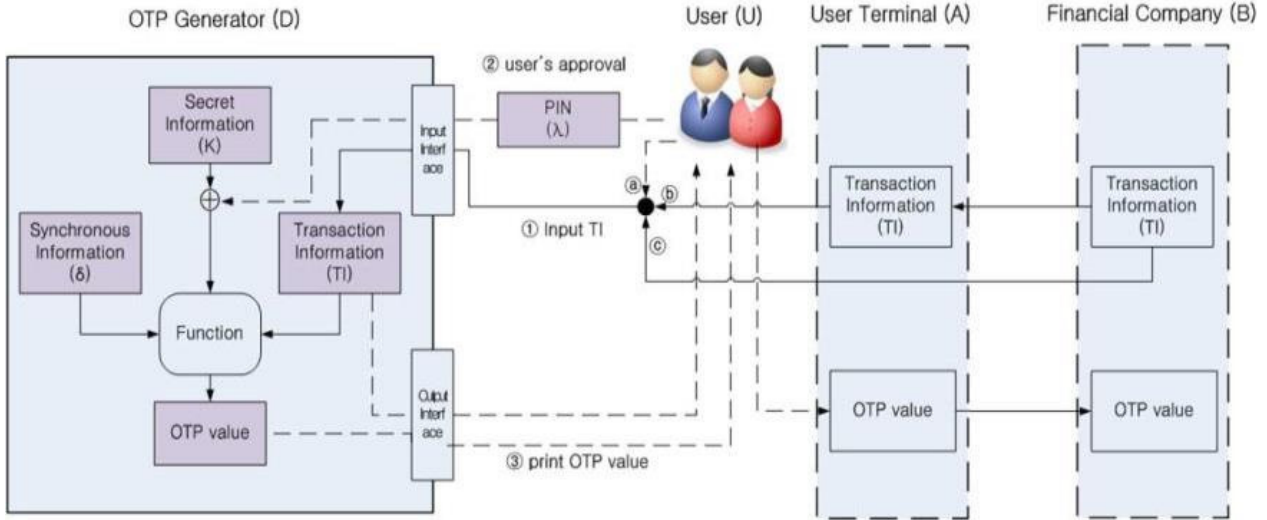 OTP Generator (D)
User (U)
User Terminal (A)
Financial Company (B)
② user's approval
Secret
Information
(K)
PIN
(λ)
Input
Interf
ace
ⓐ
ⓑ
Transaction
Information
(TI)
Transaction
Information
(TI)
Synchronous
Information
(δ)
Transaction
Information
(TI)
① Input TI
ⓒ
Function
Output
Interf
ace
OTP value
OTP value
OTP value
③ print OTP value